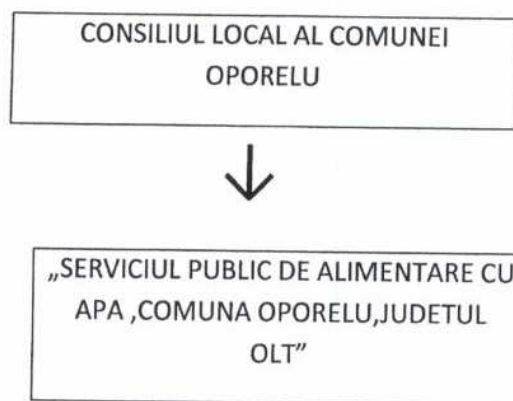 CONSILIUL LOCAL AL COMUNEI
OPORELU
„SERVICIUL PUBLIC DE ALIMENTARE CU
APA ,COMUNA OPORELU,JUDETUL
OLT”